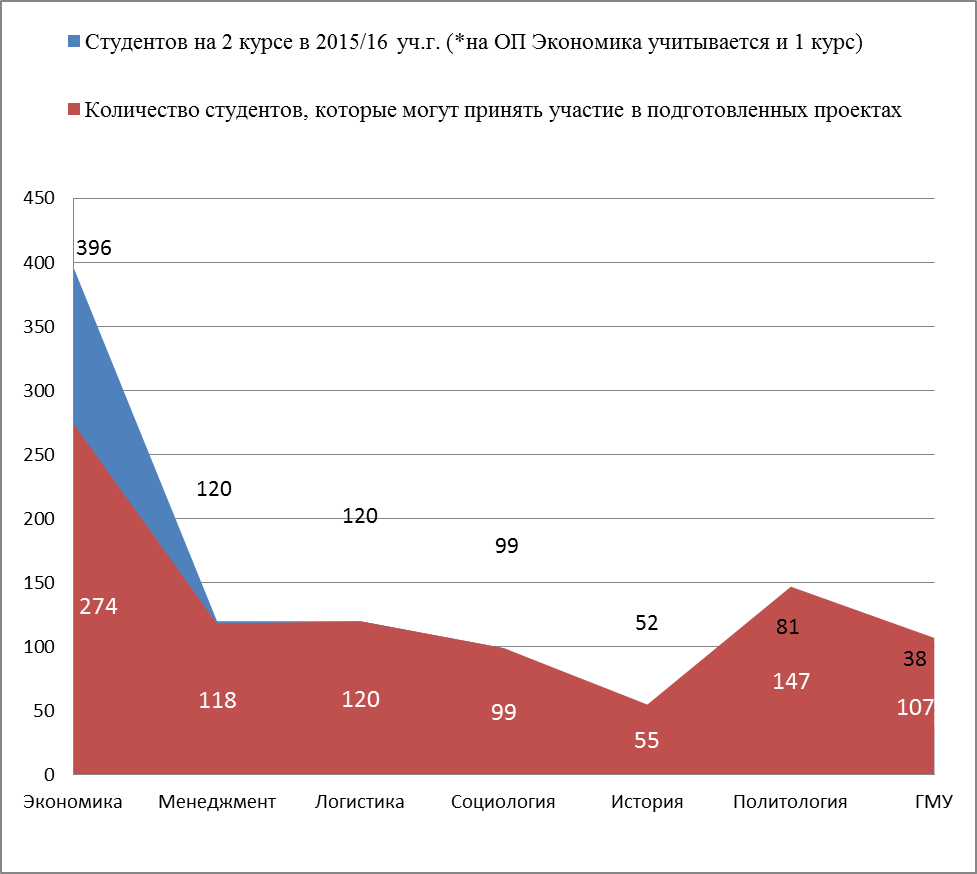 Студентов на 2 курсе в 2015/16 уч.г. (*на ОП Экономика учитывается и 1 курс)
Количество студентов, которые могут принять участие в подготовленных проектах
450
400
350
300
250
200
150
100
50
0
396
120
120
99
52
81
38
274
118
120
99
55
147
107
Экономика
Менеджмент
Логистика
Социология
История
Политология
ГМУ